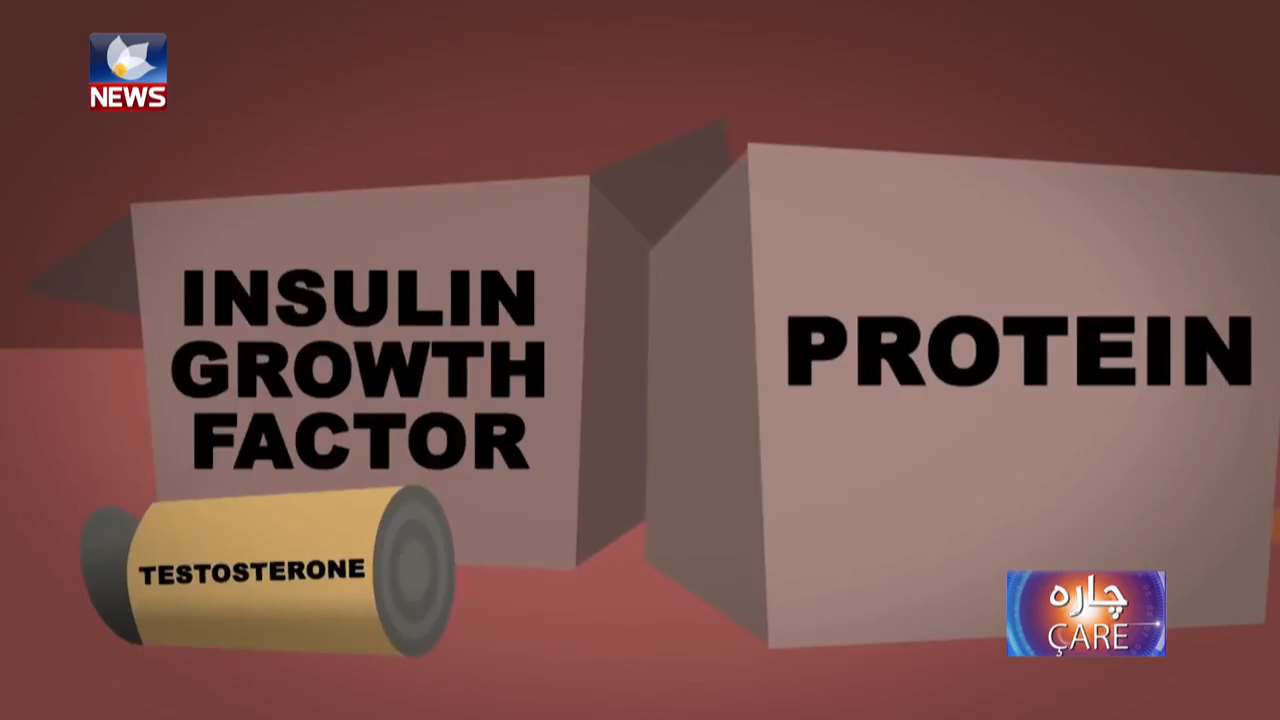 NEWS
INSULIN
GROWTH
FACTOR
PROTEIN
TESTOSTERONE
چارە
ÇARE